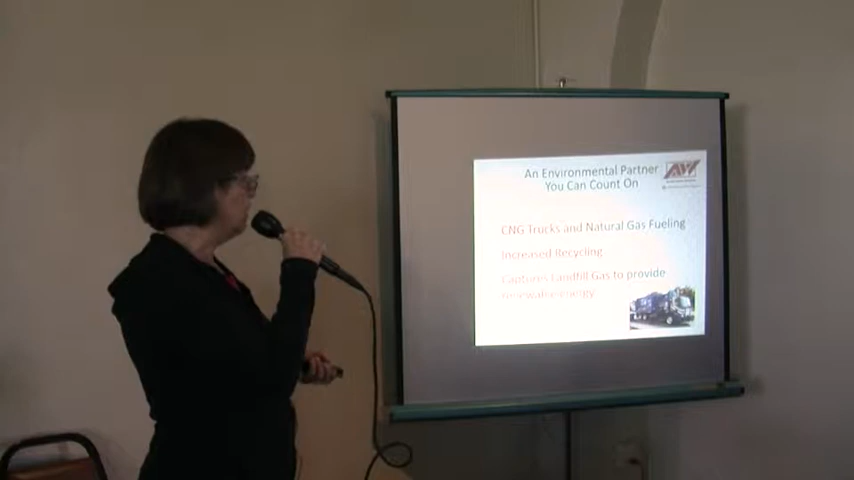 An Environmental Partner
You Can Count On
CNG Trucks and Natural Gas Fueling
Increased Recycling
Captures Landfill Gas to provide
renewable energy